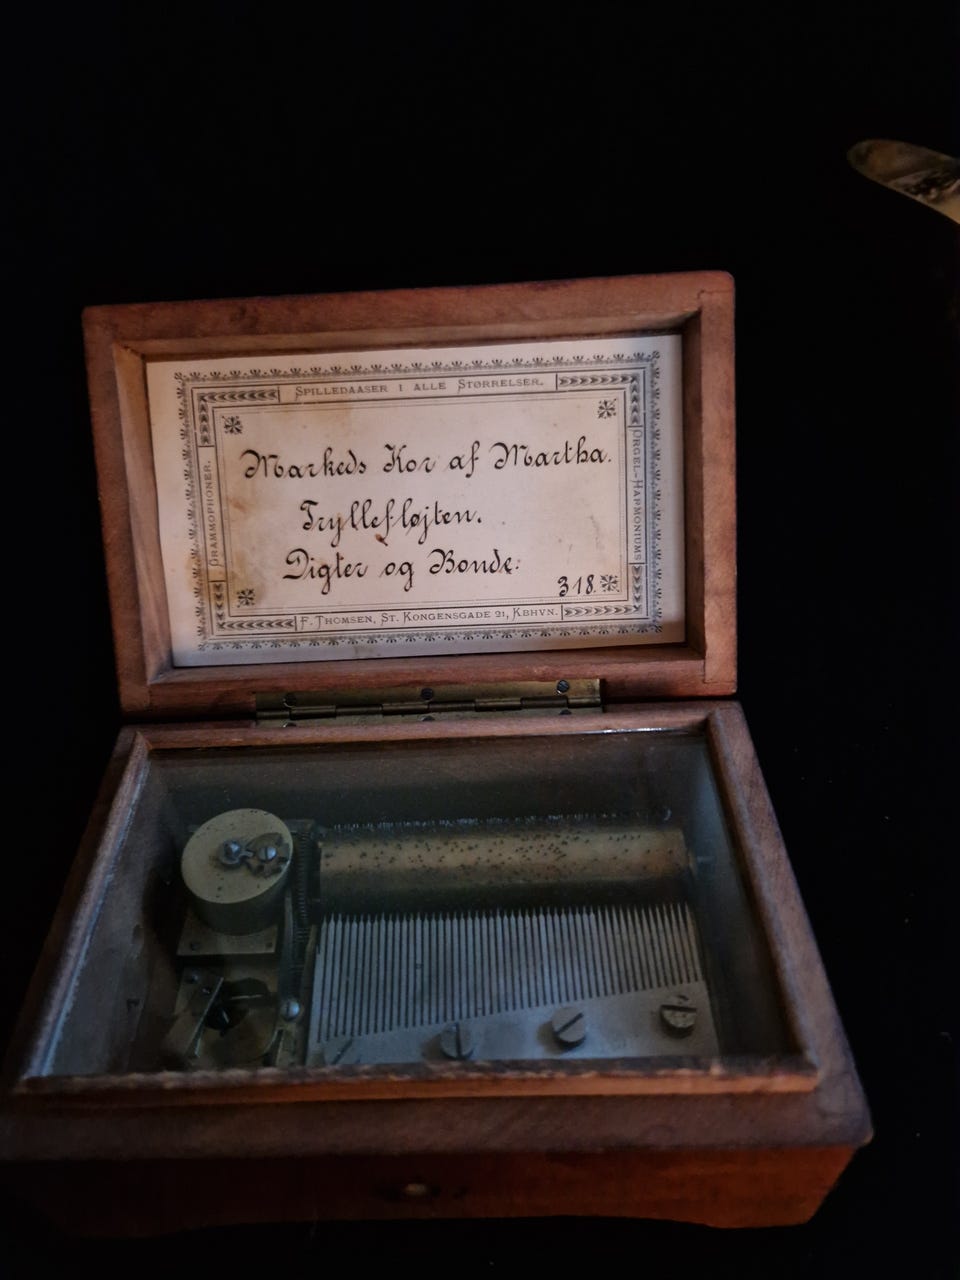 SPILLEDAASER I ALLE STØRRELSER.
GRAMMOPHONER.
ORGEL-HARMONIUMS
Markeds Kor af Martha.
Tryllefløjten.
Digter og Bonde.
318.
F. THOMSEN, ST. KONGENSGADE 21, KBHVN.